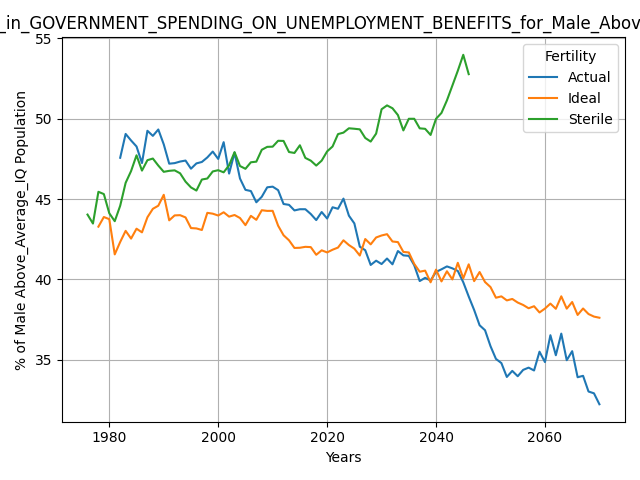 _in_GOVERNMENT_SPENDING_ON_UNEMPLOYMENT_BENEFITS_for_Male_Abov
55
50
45
40
35
% of Male Above_Average_IQ Population
Fertility
Actual
Ideal
Sterile
1980
2000
2020
2040
2060
Years